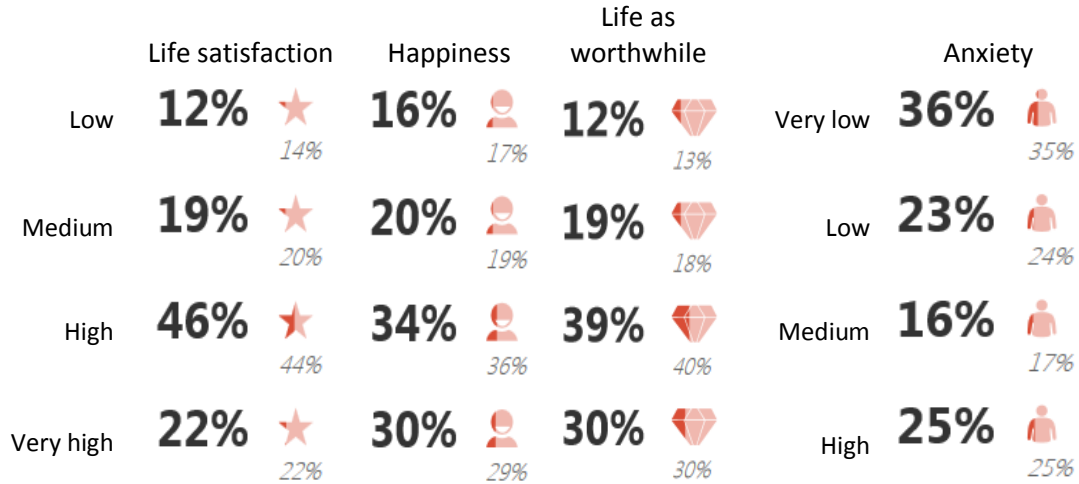 Life satisfaction Happiness Life as worthwhile Anxiety
Low 12% 16% 12% Very low 36%
14% 17% 13% 35%
Medium 19% 20% 19% Low 23%
20% 19% 18% 24%
High 46% 34% 39% Medium 16%
44% 36% 40% 17%
Very high 22% 30% 30% High 25%
22% 29% 30% 25%